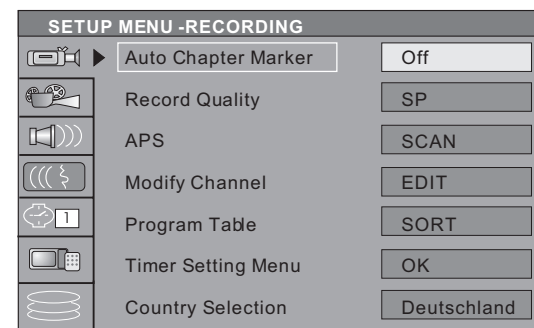 SETUP MENU -RECORDING
Auto Chapter Marker Off
Record Quality SP
APS SCAN
Modify Channel EDIT
1 Program Table SORT
Timer Setting Menu OK
Country Selection Deutschland